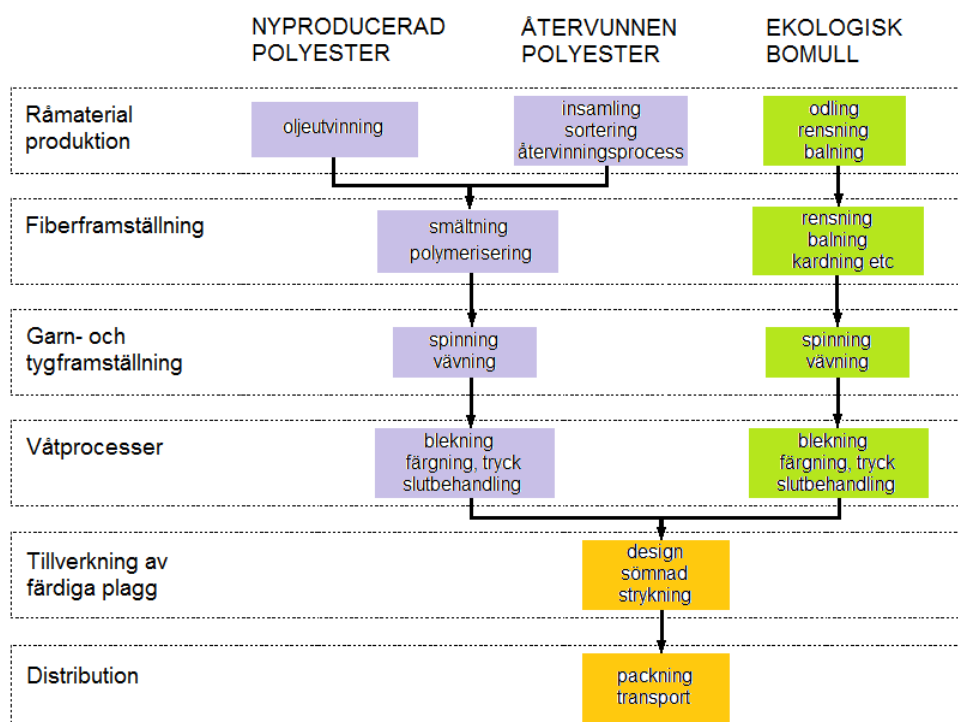 NYPRODUCERAD
POLYESTER
ÅTERVUNNEN
POLYESTER
EKOLOGISK
BOMULL
Råmaterial
produktion
oljeutvinning
insamling
sortering
återvinningsprocess
odling
rensning
balning
Fiberframställning
smältning
polymerisering
rensning
balning
kardning etc
Garn- och
tygframställning
spinning
vävning
spinning
vävning
Våtprocesser
blekning
färgning, tryck
slutbehandling
blekning
färgning, tryck
slutbehandling
Tillverkning av
färdiga plagg
design
sömnad
strykning
Distribution
packning
transport